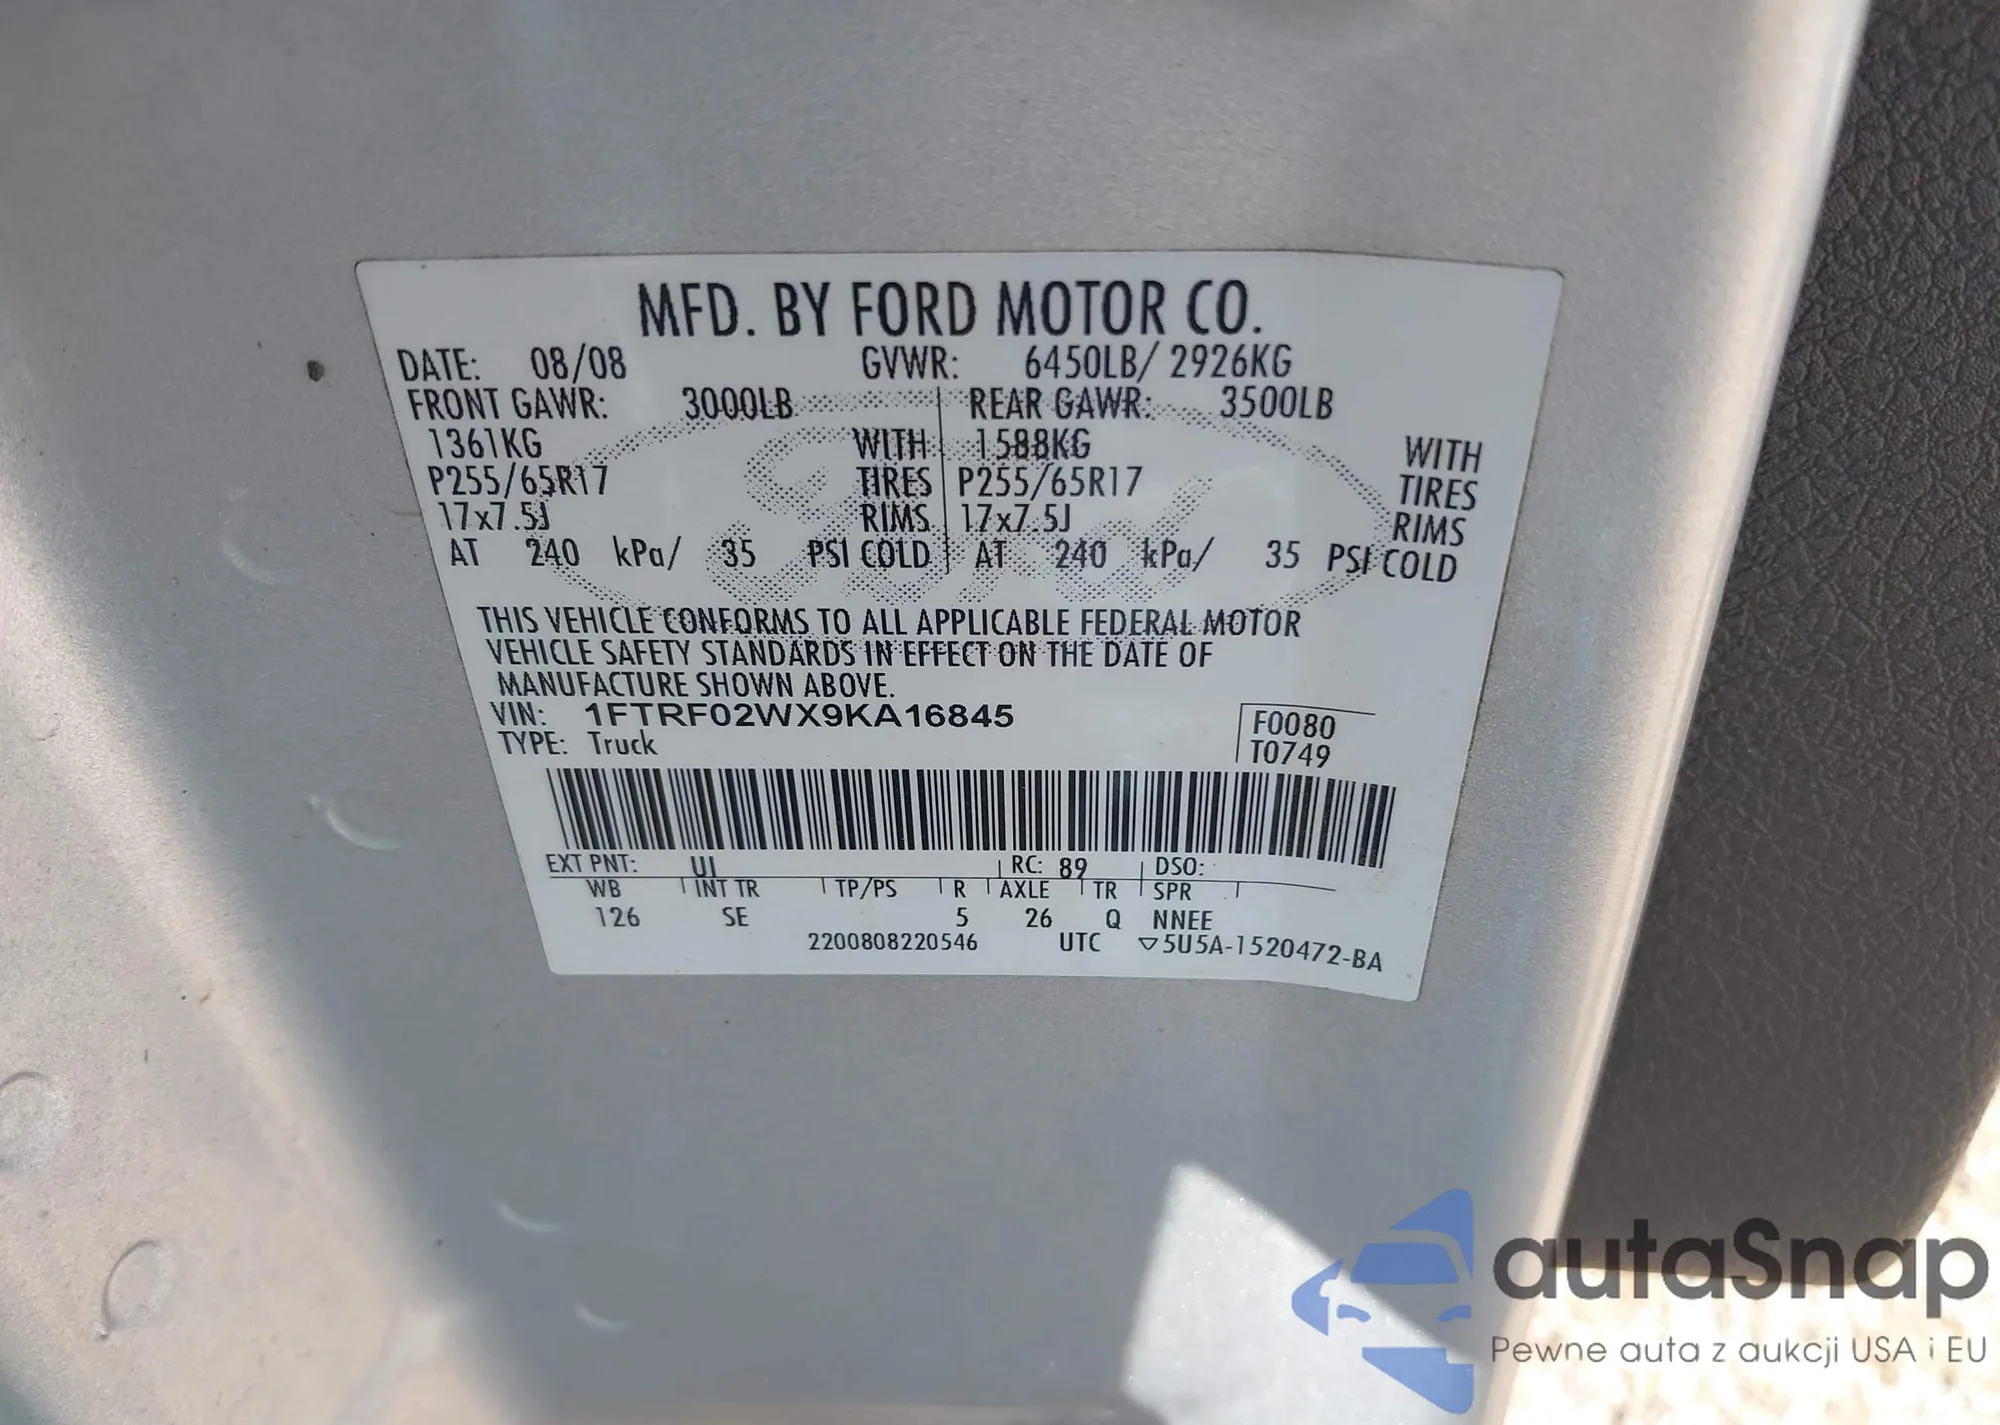 MFD. BY FORD MOTOR CO.
DATE: 08/08 GVWR: 6450LB/ 2926KG
FRONT GAWR: 3000LB REAR GAWR: 3500LB
1361KG WITH 1588KG WITH
P255/65R17 TIRES P255/65R17 TIRES
17x7.5J RIMS 17x7.5J RIMS
AT 240 kPa/ 35 PSI COLD AT 240 kPa/ 35 PSI COLD
THIS VEHICLE CONFORMS TO ALL APPLICABLE FEDERAL MOTOR
VEHICLE SAFETY STANDARDS IN EFFECT ON THE DATE OF
MANUFACTURE SHOWN ABOVE.
VIN: 1FTRF02WX9KA16845 F0080
TYPE: Truck T0749
EXT PNT: UI RC: 89 DSO:
WB INT TR TP/PS R AXLE TR SPR
126 SE 5 26 Q NNEE
2200808220546 UTC ▽5U5A-1520472-BA
Ford
autaSnap
Pewne auta z aukcji USA i EU